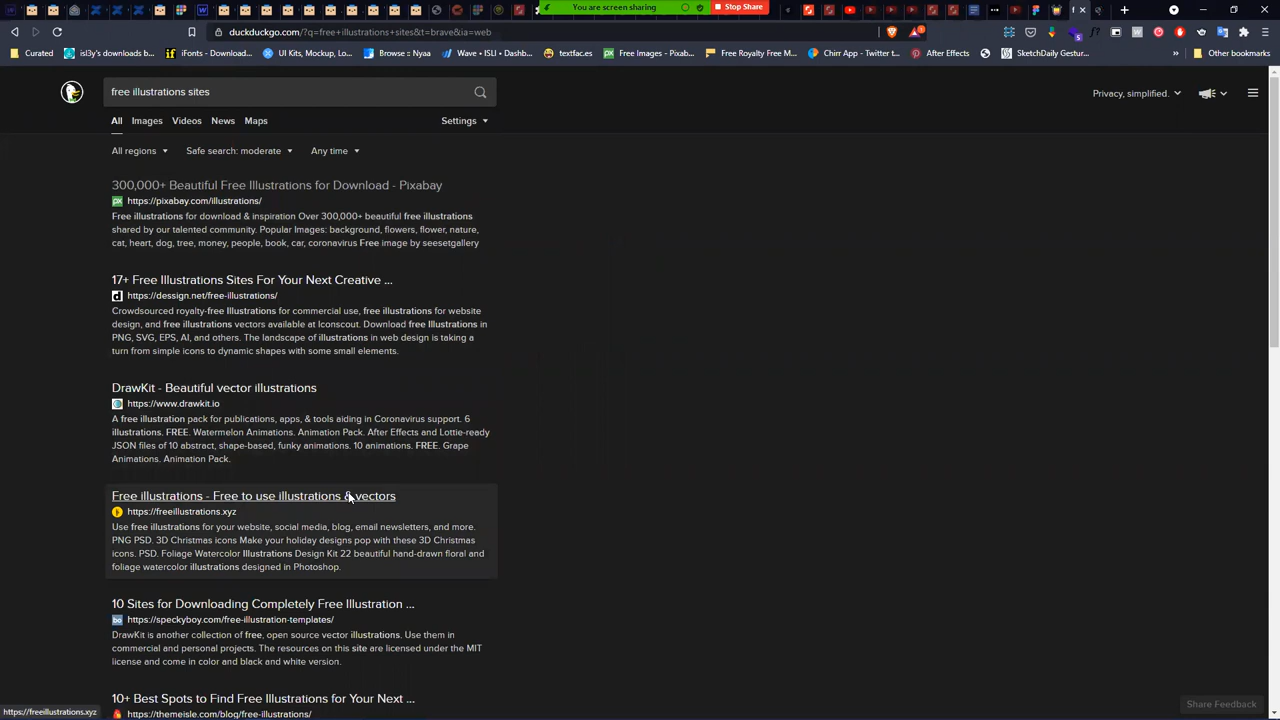 You are screen sharing
Stop Share
duckduckgo.com/?q=free+illustrations+sites&t=brave&ia=web
Curated
isl3y's downloads b...
iFonts - Download...
UI Kits, Mockup, Lo...
Browse :: Nyaa
Wave • ISLI • Dashb...
textfac.es
Free Images - Pixab...
Free Royalty Free M...
Chirr App - Twitter t...
After Effects
SketchDaily Gestur...
Other bookmarks
free illustrations sites
Privacy, simplified.
All
Images
Videos
News
Maps
Settings
All regions
Safe search: moderate
Any time
300,000+ Beautiful Free Illustrations for Download - Pixabay
https://pixabay.com/illustrations/
Free illustrations for download & inspiration Over 300,000+ beautiful free illustrations
shared by our talented community. Popular Images: background, flowers, flower, nature,
cat, heart, dog, tree, money, people, book, car, coronavirus Free image by seesetgallery
17+ Free Illustrations Sites For Your Next Creative ...
https://dessign.net/free-illustrations/
Crowdsourced royalty-free Illustrations for commercial use, free illustrations for website
design, and free illustrations vectors available at Iconscout. Download free Illustrations in
PNG, SVG, EPS, AI, and others. The landscape of illustrations in web design is taking a
turn from simple icons to dynamic shapes with some small elements.
DrawKit - Beautiful vector illustrations
https://www.drawkit.io
A free illustration pack for publications, apps, & tools aiding in Coronavirus support. 6
illustrations. FREE. Watermelon Animations. Animation Pack. After Effects and Lottie-ready
JSON files of 10 abstract, shape-based, funky animations. 10 animations. FREE. Grape
Animations. Animation Pack.
Free illustrations - Free to use illustrations & vectors
https://freeillustrations.xyz
Use free illustrations for your website, social media, blog, email newsletters, and more.
PNG PSD. 3D Christmas icons Make your holiday designs pop with these 3D Christmas
icons. PSD. Foliage Watercolor Illustrations Design Kit 22 beautiful hand-drawn floral and
foliage watercolor illustrations designed in Photoshop.
10 Sites for Downloading Completely Free Illustration ...
https://speckyboy.com/free-illustration-templates/
DrawKit is another collection of free, open source vector illustrations. Use them in
commercial and personal projects. The resources on this site are licensed under the MIT
license and come in color and black and white version.
10+ Best Spots to Find Free Illustrations for Your Next ...
https://themeisle.com/blog/free-illustrations/
Share Feedback
https://freeillustrations.xyz